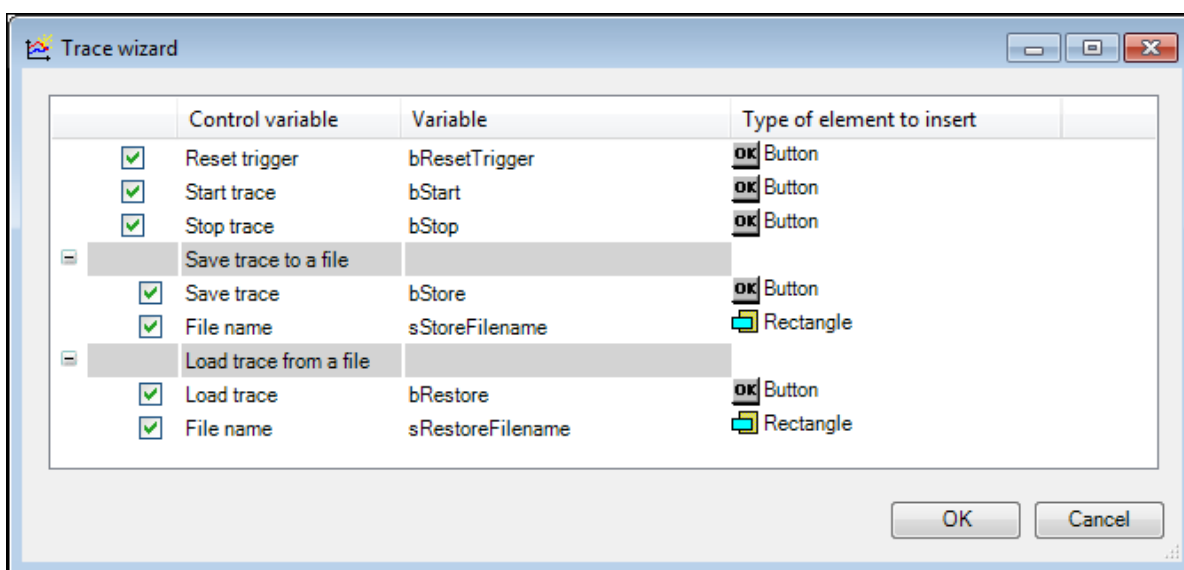 Trace wizard
Control variable Variable Type of element to insert
Reset trigger bResetTrigger OK Button
Start trace bStart OK Button
Stop trace bStop OK Button
Save trace to a file
Save trace bStore OK Button
File name sStoreFilename Rectangle
Load trace from a file
Load trace bRestore OK Button
File name sRestoreFilename Rectangle
OK Cancel